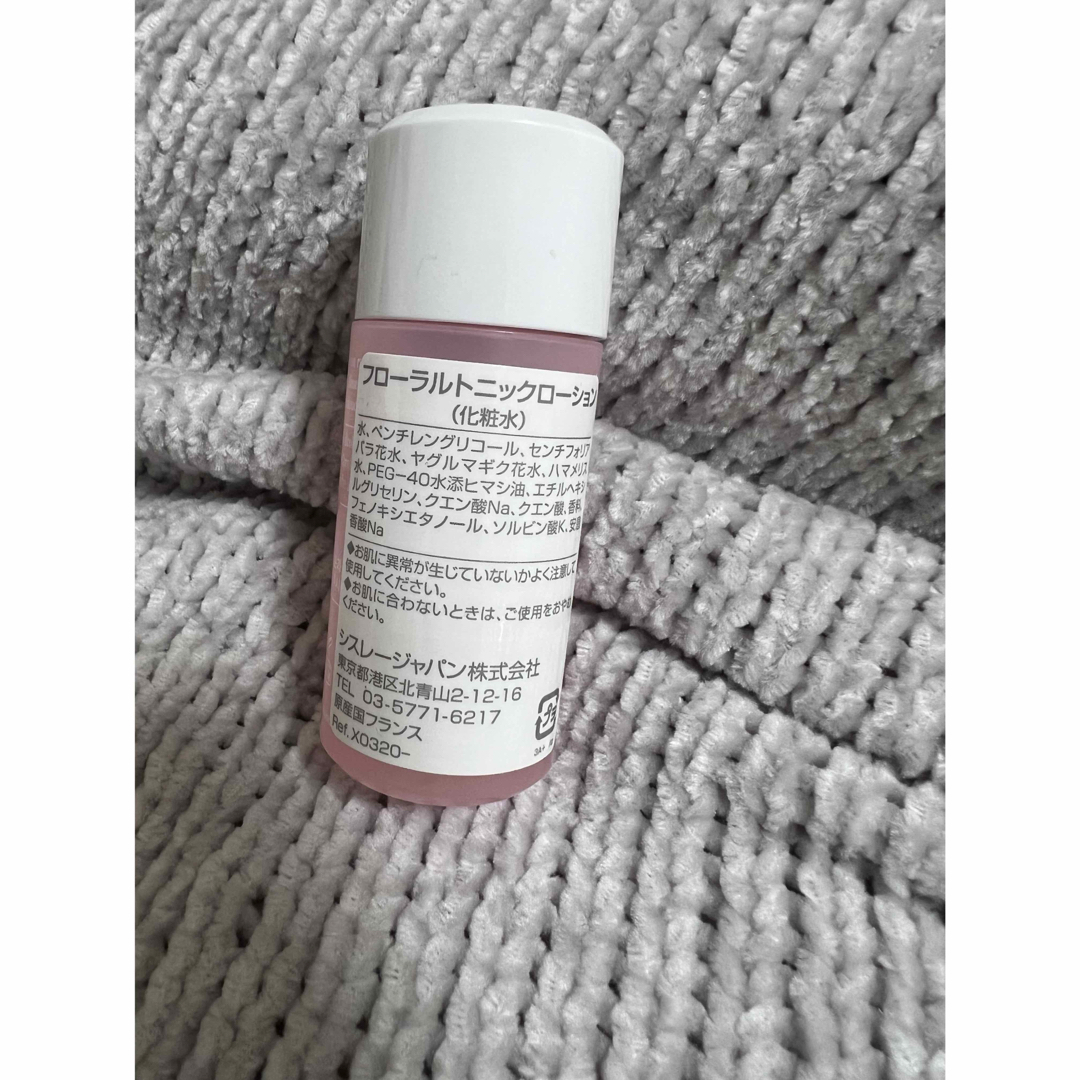 フローラルトニックローション
(化粧水)
水、ペンチレングリコール、センチフォリア
バラ花水、ヤグルマギク花水、ハマメリス
水、PEG-40水添ヒマシ油、エチルヘキシ
ルグリセリン、クエン酸Na、クエン酸、香料、
フェノキシエタノール、ソルビン酸K、安息
香酸Na
◆お肌に異常が生じていないかよく注意して
使用してください。
◆お肌に合わないときは、ご使用をおやめ
ください。
シスレージャパン株式会社
東京都港区北青山2-12-16
TEL 03-5771-6217
原産国フランス
Ref. X0320-
プラ
3A+